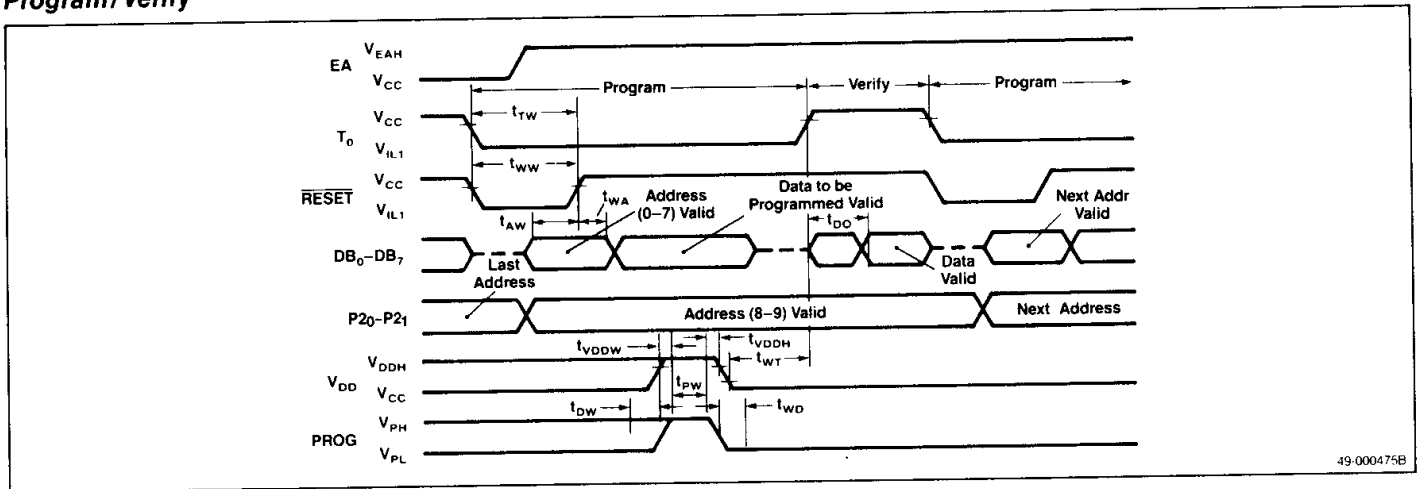 Program/Verify
EA
V_EAH
V_CC
Program
Verify
Program
T_0
V_CC
V_IL1
t_TW
t_WW
RESET
V_CC
V_IL1
t_AW
t_WA
Address
(0–7) Valid
Data to be
Programmed Valid
t_DO
Next Addr
Valid
DB_0–DB_7
Last
Address
Data
Valid
P2_0–P2_1
Address (8–9) Valid
Next Address
t_VDDW
t_VDDH
t_WT
V_DD
V_DDH
V_CC
t_PW
t_DW
t_WD
PROG
V_PH
V_PL
49-000475B